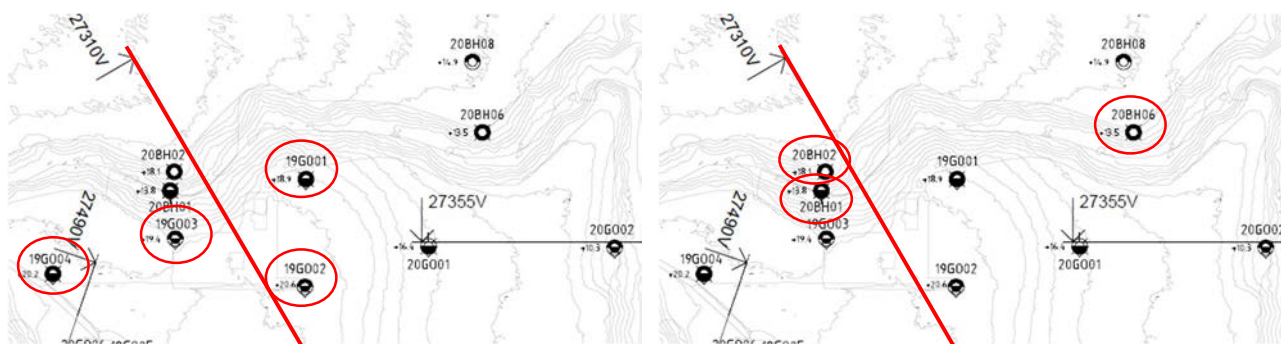 27310V
20BH08
+14.9
20BH06
+13.5
20BH02
+18.1
+13.8
20BH01
19G001
+18.9
19G003
+19.4
27490V
19G004
+20.2
19G002
+20.6
27355V
+16.4
20G001
20G002
+10.3
27310V
20BH08
+14.9
20BH06
+13.5
20BH02
+18.1
+13.8
20BH01
19G001
+18.9
19G003
+19.4
27490V
19G004
+20.2
19G002
+20.6
27355V
+16.4
20G001
20G002
+10.3